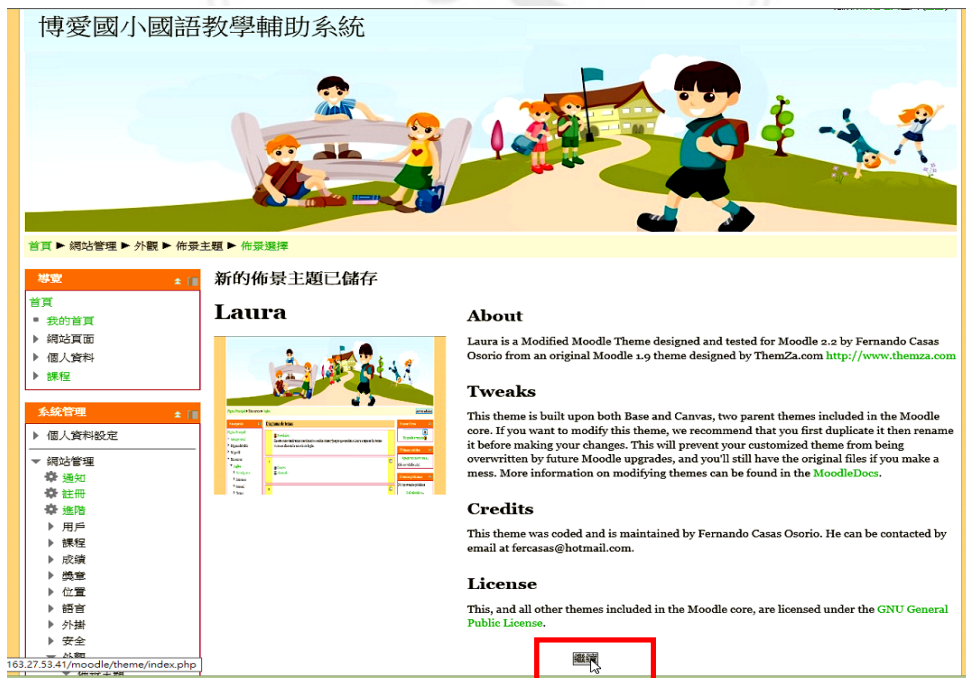 博愛國小國語教學輔助系統
首頁 ► 網站管理 ► 外觀 ► 佈景主題 ► 佈景選擇
導覽
首頁
我的首頁
網站頁面
個人資料
課程
系統管理
個人資料設定
網站管理
通知
註冊
進階
用戶
課程
成績
獎章
位置
語言
外掛
安全
外觀
佈景主題
163.27.53.41/moodle/theme/index.php
新的佈景主題已儲存
Laura
About
Laura is a Modified Moodle Theme designed and tested for Moodle 2.2 by Fernando Casas
Osorio from an original Moodle 1.9 theme designed by ThemZa.com http://www.themza.com
Tweaks
This theme is built upon both Base and Canvas, two parent themes included in the Moodle
core. If you want to modify this theme, we recommend that you first duplicate it then rename
it before making your changes. This will prevent your customized theme from being
overwritten by future Moodle upgrades, and you'll still have the original files if you make a
mess. More information on modifying themes can be found in the MoodleDocs.
Credits
This theme was coded and is maintained by Fernando Casas Osorio. He can be contacted by
email at fercasas@hotmail.com.
License
This, and all other themes included in the Moodle core, are licensed under the GNU General
Public License.
繼續